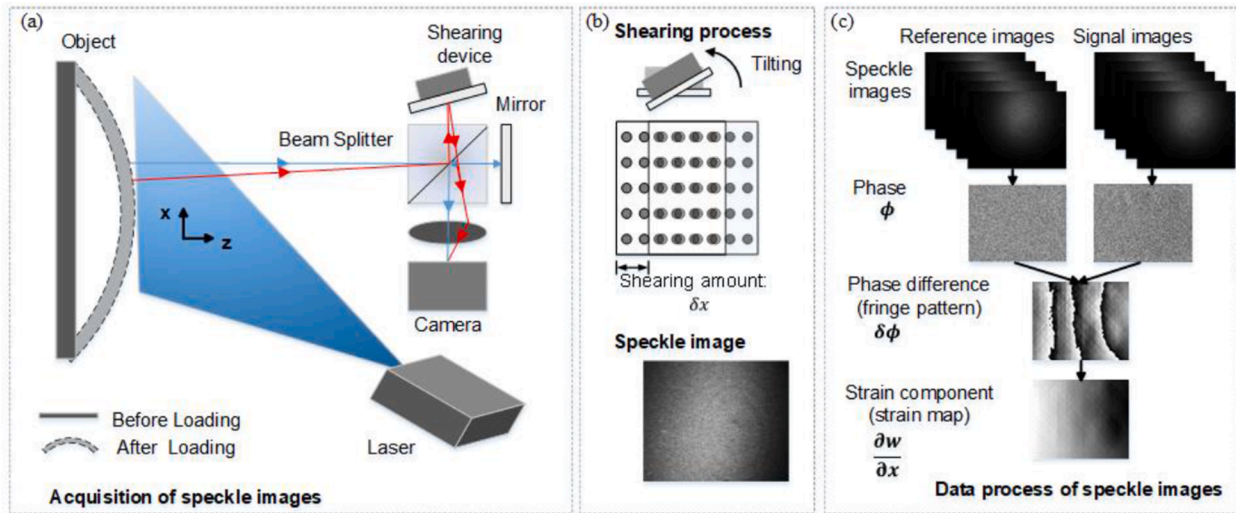 (a)
Object
Shearing
device
Mirror
Beam Splitter
x
z
Camera
Before Loading
After Loading
Laser
Acquisition of speckle images
(b)
Shearing process
Tilting
Shearing amount:
δx
Speckle image
(c)
Reference images Signal images
Speckle
images
Phase
ϕ
Phase difference
(fringe pattern)
δϕ
Strain component
(strain map)
∂w
∂x
Data process of speckle images